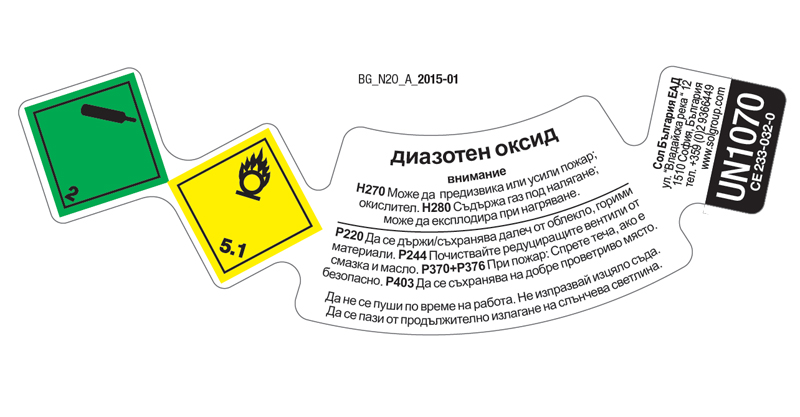 BG_N2O_A_2015-01
2
5.1
диазотен оксид
внимание
H270 Може да предизвика или усили пожар;
окислител. H280 Съдържа газ под налягане;
може да експлодира при нагряване.
P220 Да се държи/съхранява далеч от облекло, горими
материали. P244 Почиствайте редуциращите вентили от
смазка и масло. P370+P376 При пожар: Спрете теча, ако е
безопасно. P403 Да се съхранява на добре проветриво място.
Да не се пуши по време на работа. Не изпразвай изцяло съда.
Да се пази от продължително излагане на слънчева светлина.
Сол България ЕАД
ул. "Владайска река" 12
1510 София, България
тел. +359 (0)2 9366449
www.solgroup.com
UN1070
CE 233-032-0